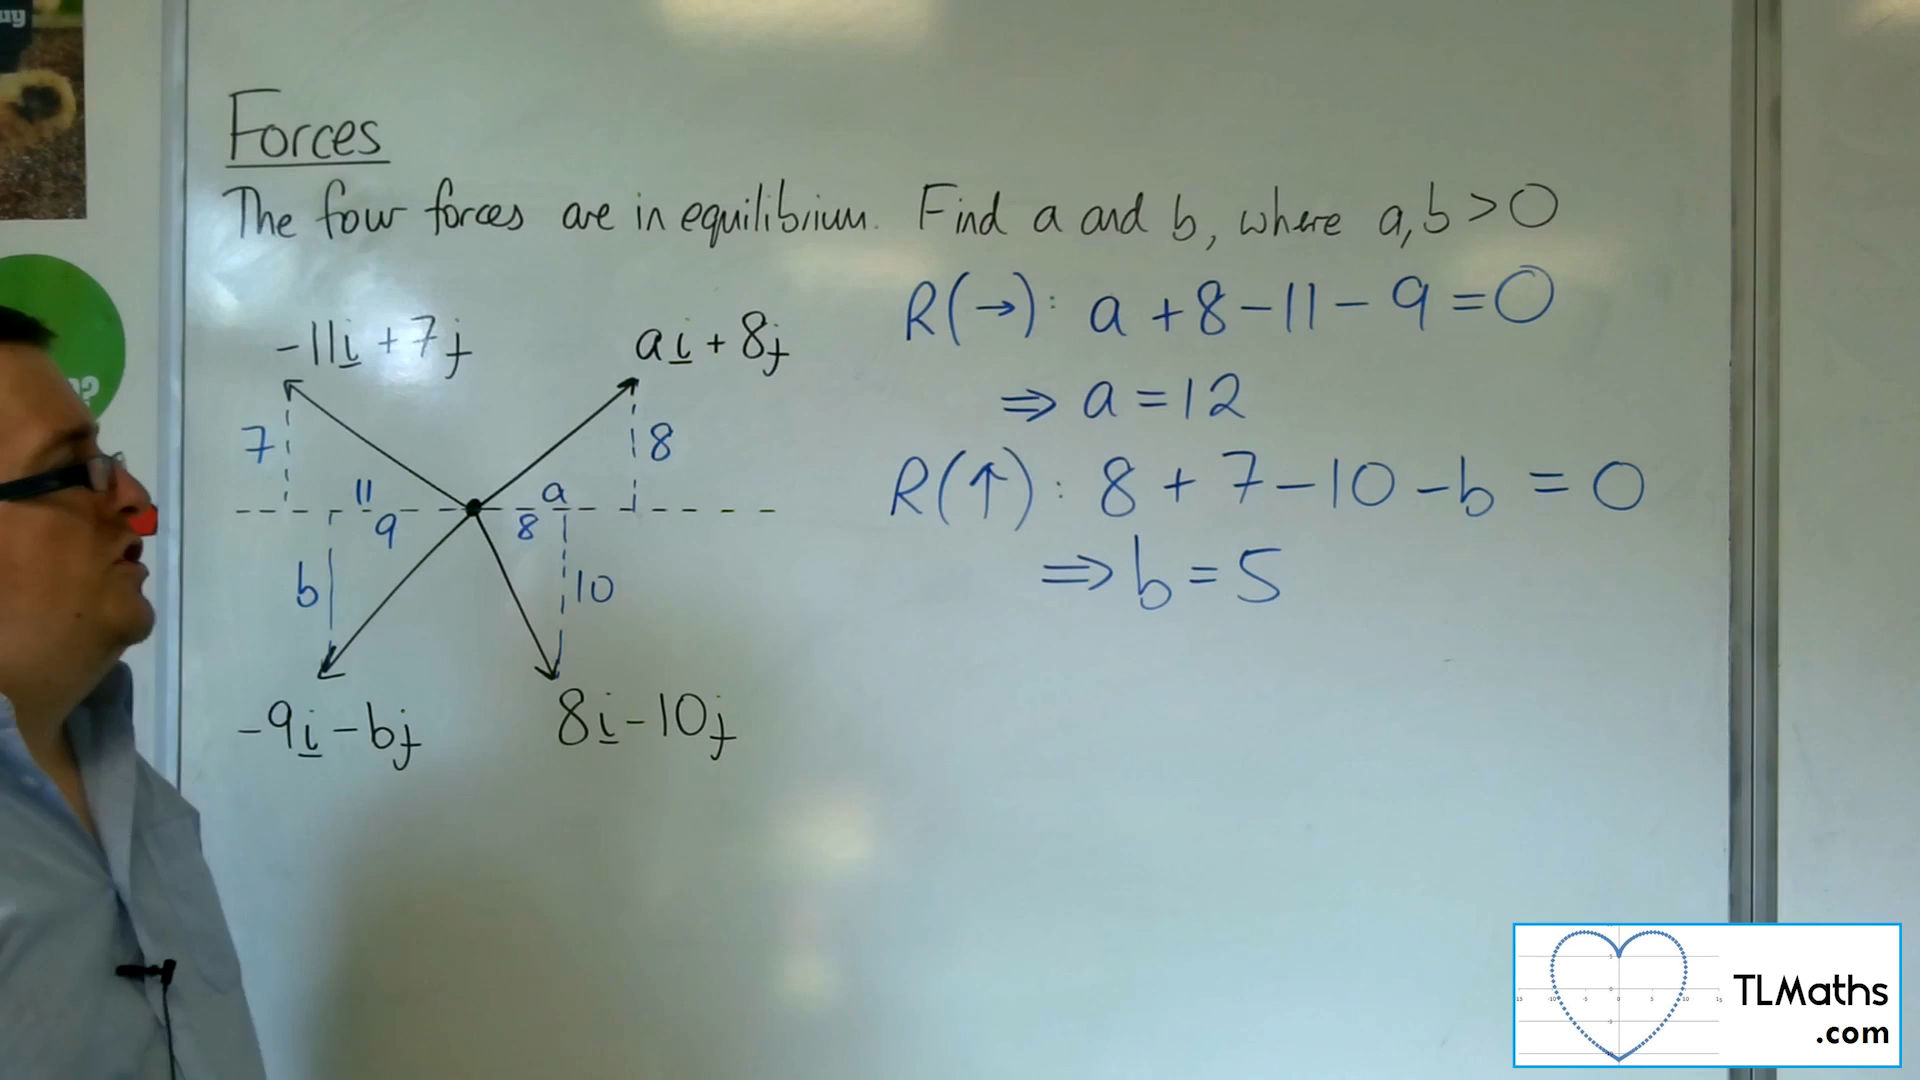 uy
Forces
The four forces are in equilibrium. Find a and b, where a,b > 0
R(→): a + 8 - 11 - 9 = 0
⇒ a = 12
R(↑): 8 + 7 - 10 - b = 0
⇒ b = 5
-11i + 7j
ai + 8j
7
8
11
a
9
8
b
10
-9i - bj
8i - 10j
?
TLMaths
.com